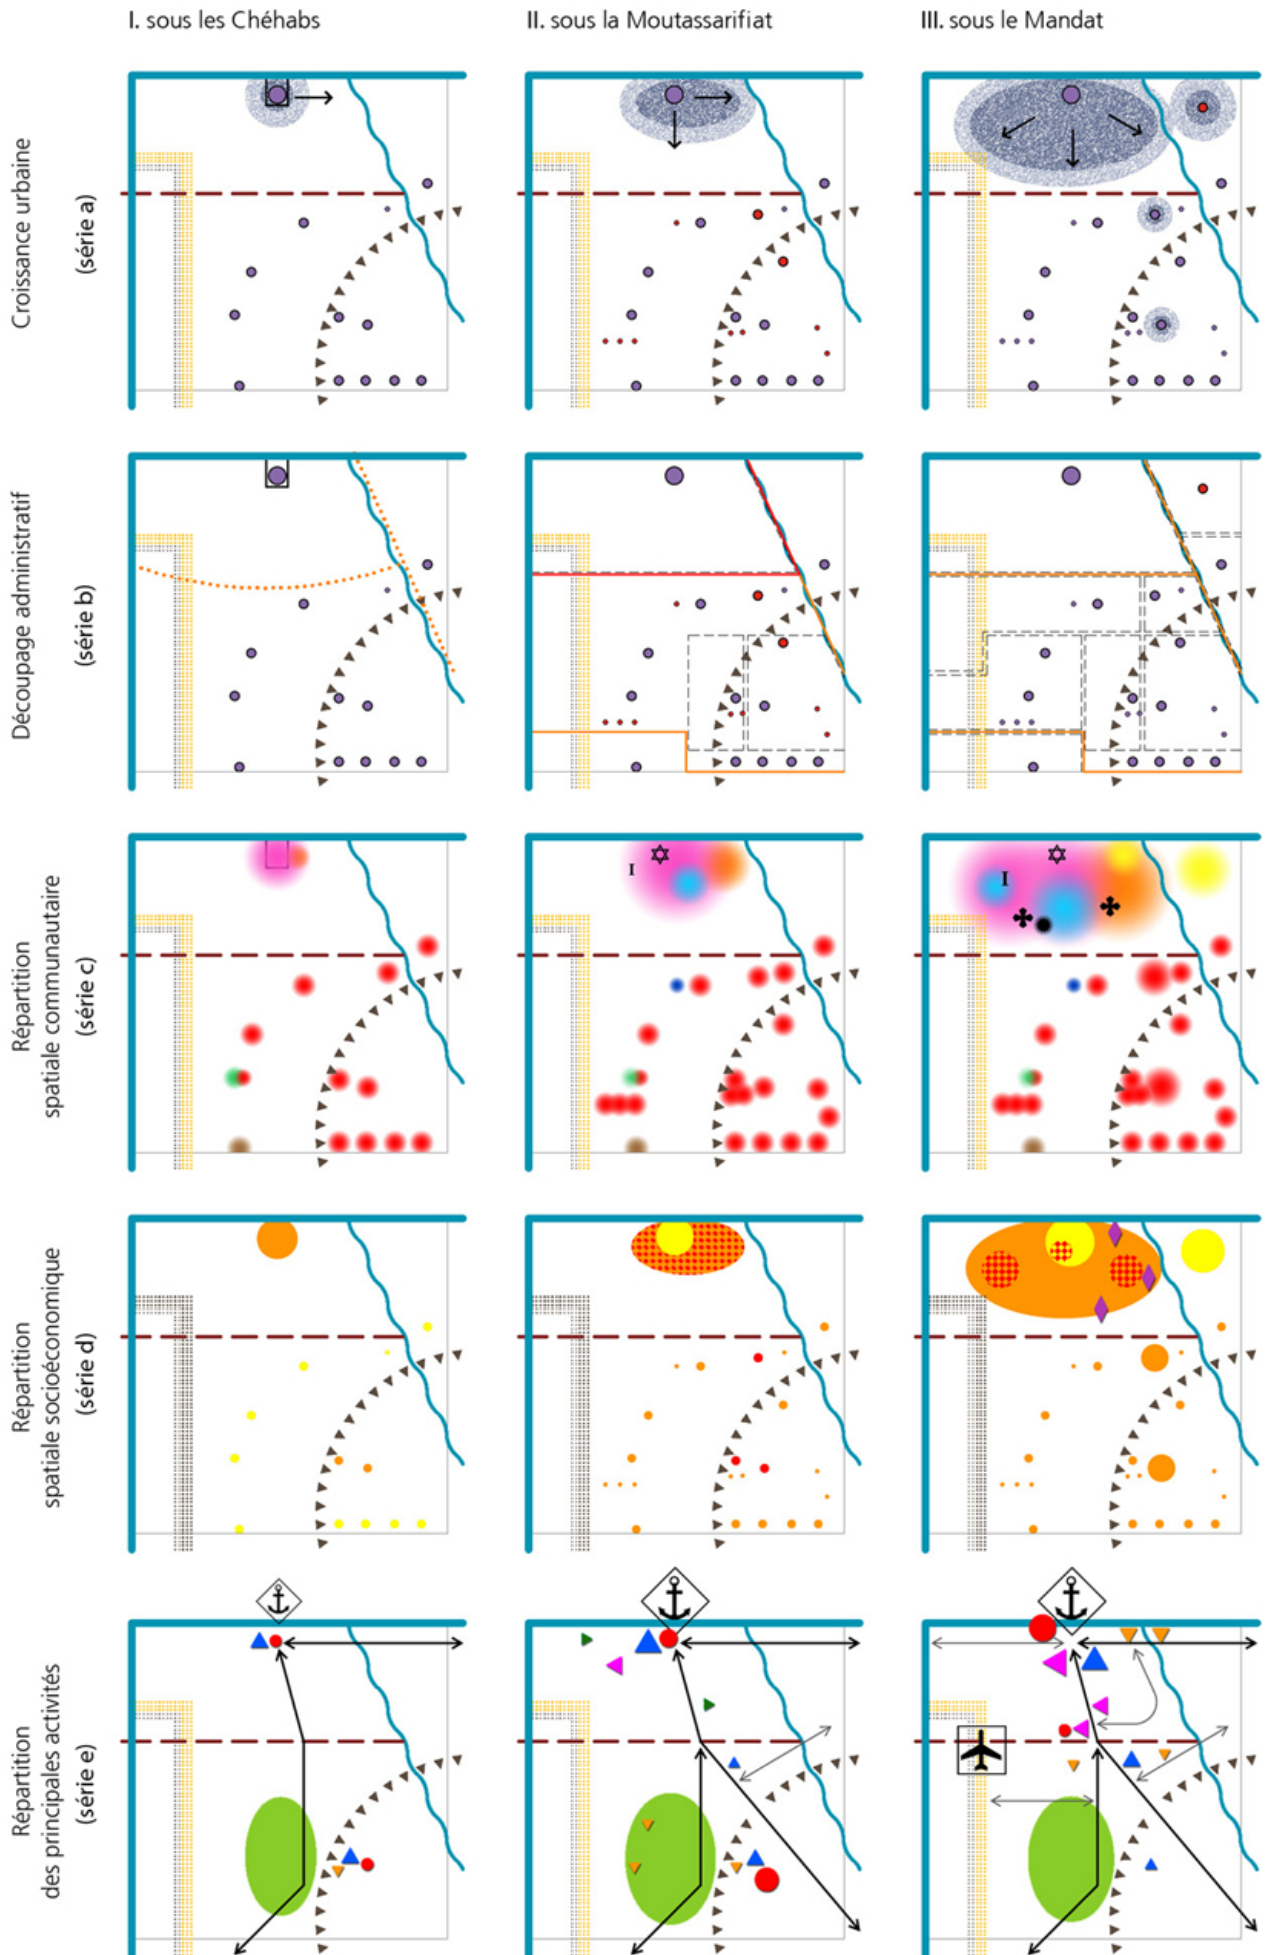 I. sous les Chéhabs
II. sous la Moutassarifiat
III. sous le Mandat
Croissance urbaine
(série a)
Découpage administratif
(série b)
Répartition
spatiale communautaire
(série c)
I
I
Répartition
spatiale socioéconomique
(série d)
Répartition
des principales activités
(série e)